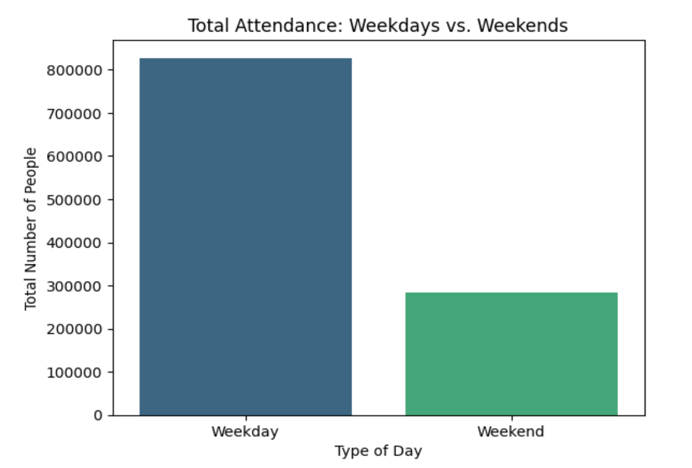 Total Attendance: Weekdays vs. Weekends
Total Number of People
800000
700000
600000
500000
400000
300000
200000
100000
0
Weekday Weekend
Type of Day